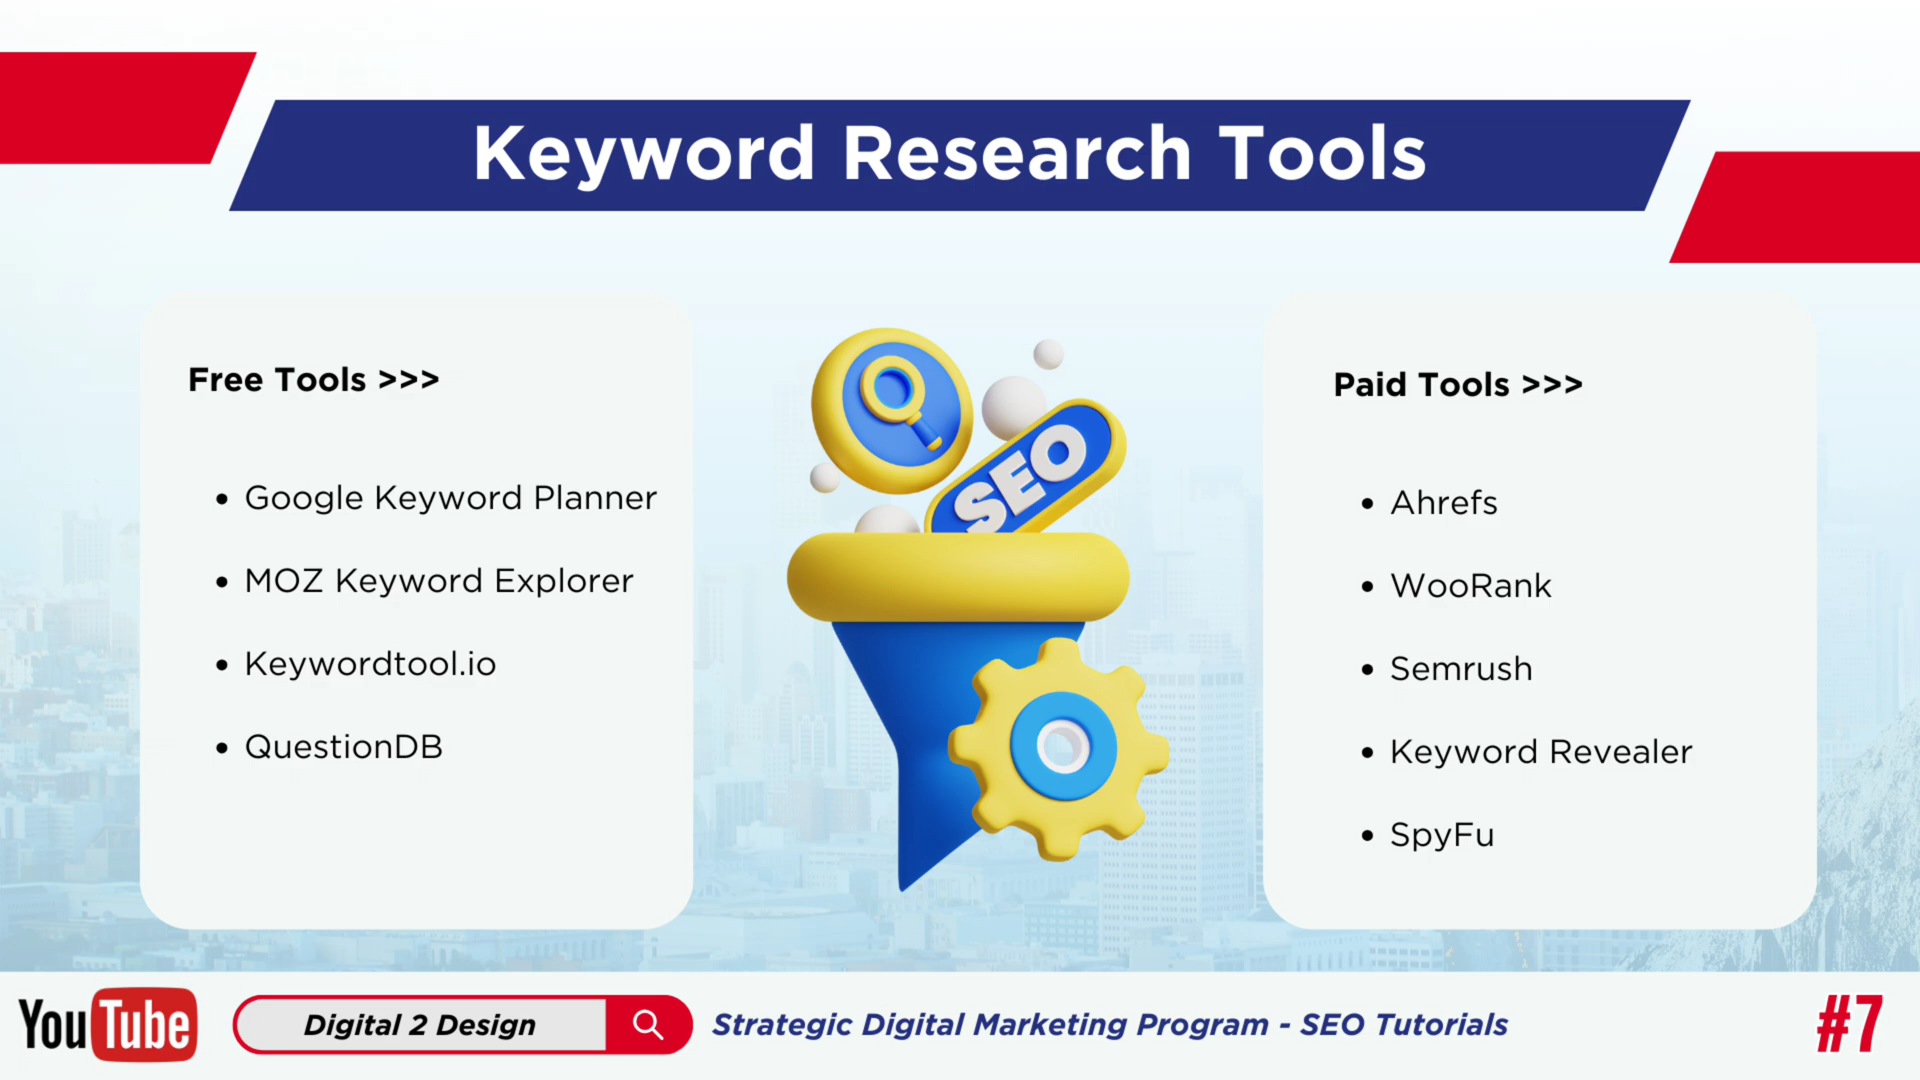 Keyword Research Tools
Free Tools >>>
• Google Keyword Planner
• MOZ Keyword Explorer
• Keywordtool.io
• QuestionDB
SEO
Paid Tools >>>
• Ahrefs
• WooRank
• Semrush
• Keyword Revealer
• SpyFu
YouTube
Digital 2 Design
Strategic Digital Marketing Program - SEO Tutorials
#7